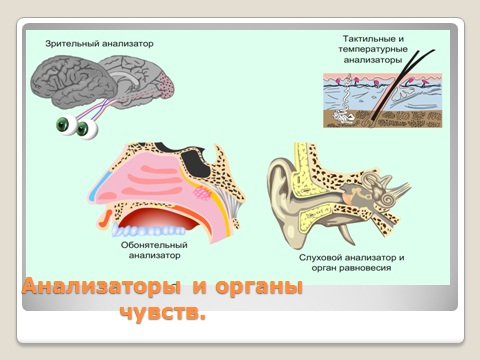 Зрительный анализатор
Тактильные и
температурные
анализаторы
Обонятельный
анализатор
Слуховой анализатор и
орган равновесия
Анализаторы и органы
чувств.